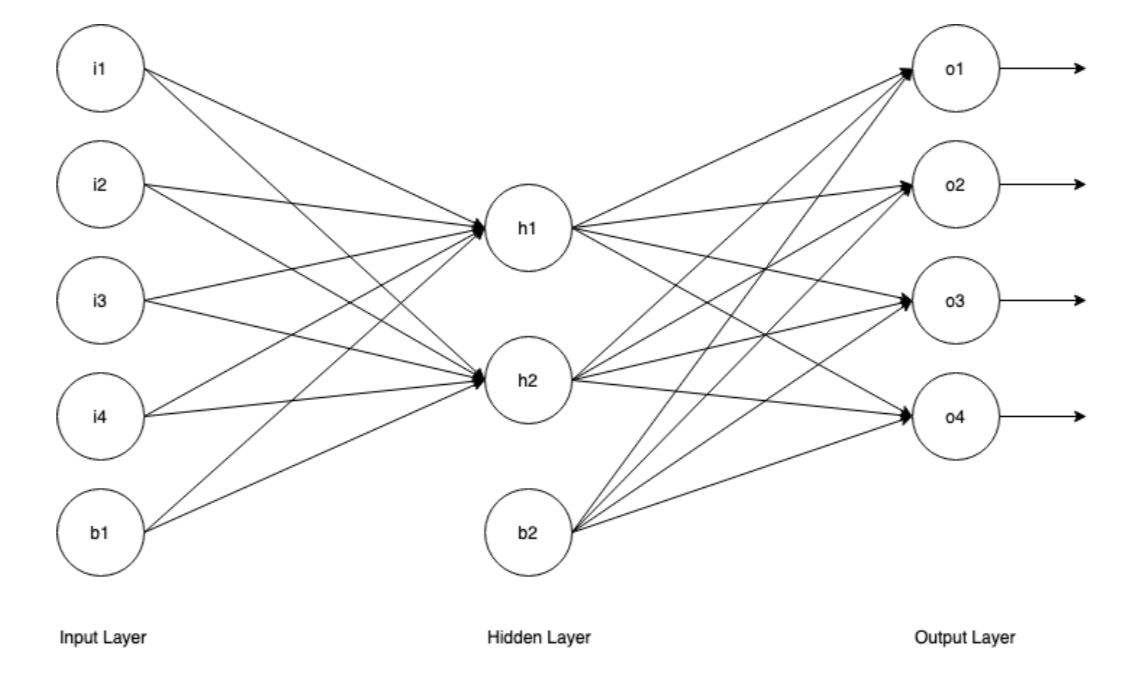 i1
i2
i3
i4
b1
h1
h2
b2
o1
o2
o3
o4
Input Layer
Hidden Layer
Output Layer